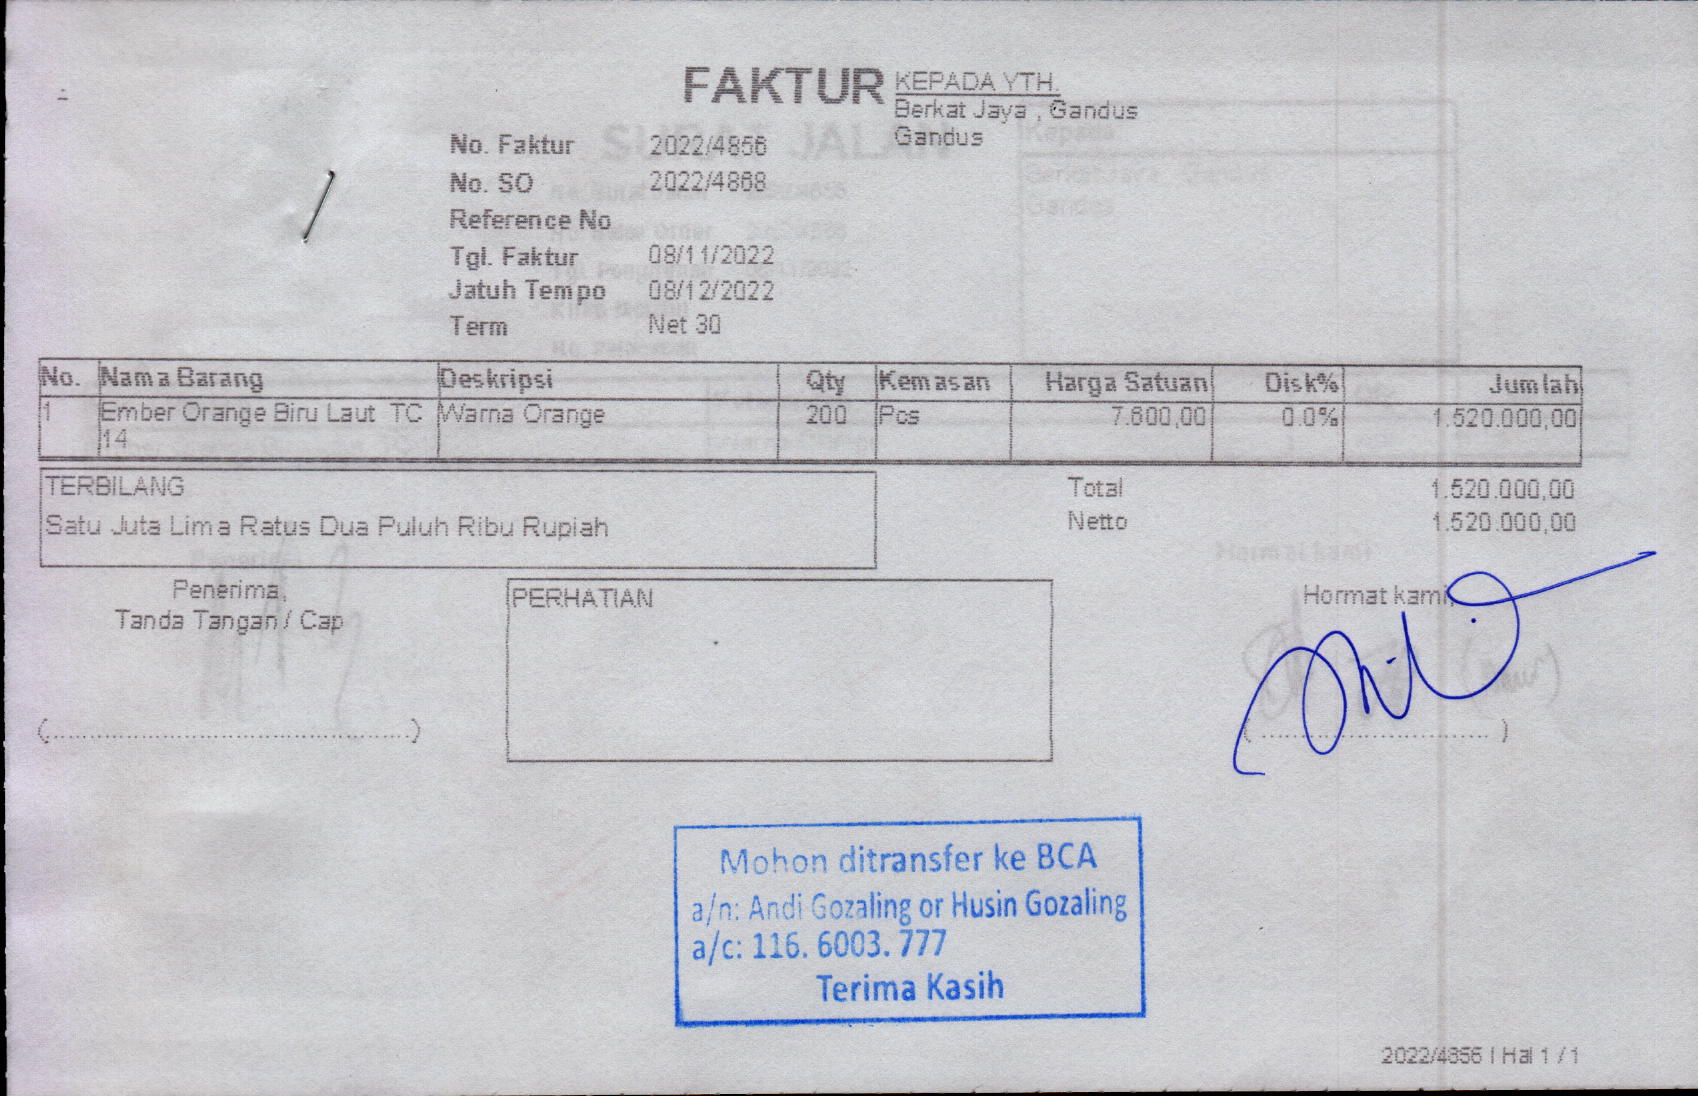 FAKTUR
KEPADA YTH.
Berkat Jaya , Gandus
Gandus
No. Faktur 2022/4856
No. SO 2022/4868
Reference No
Tgl. Faktur 08/11/2022
Jatuh Tempo 08/12/2022
Term Net 30
No. Nama Barang Deskripsi Qty Kemasan Harga Satuan Disk% Jumlah
1 Ember Orange Biru Laut TC Warna Orange 200 Pcs 7.600,00 0.0% 1.520.000,00
14
TERBILANG
Satu Juta Lima Ratus Dua Puluh Ribu Rupiah
Total 1.520.000,00
Netto 1.520.000,00
Penerima,
Tanda Tangan / Cap
PERHATIAN
Hormat kami,
Mohon ditransfer ke BCA
a/n: Andi Gozaling or Husin Gozaling
a/c: 116. 6003. 777
Terima Kasih
2022/4856 | Hal 1 / 1